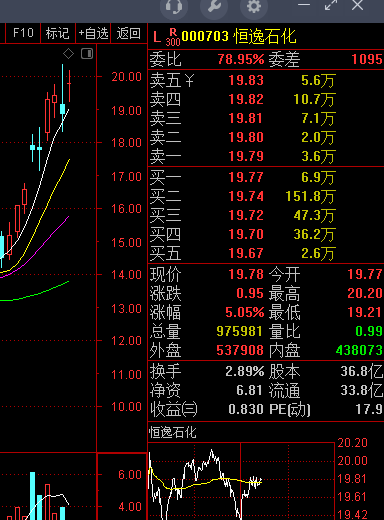 F10 标记 +自选 返回
L R 300 000703 恒逸石化
委比 78.95% 委差 1095
卖五￥ 19.83 5.6万
卖四 19.82 10.7万
卖三 19.81 7.1万
卖二 19.80 2.0万
卖一 19.79 3.6万
买一 19.77 6.9万
买二 19.74 151.8万
买三 19.72 47.3万
买四 19.70 36.2万
买五 19.67 2.6万
现价 19.78 今开 19.77
涨跌 0.95 最高 20.20
涨幅 5.05% 最低 19.21
总量 975981 量比 0.99
外盘 537908 内盘 438073
换手 2.89% 股本 36.8亿
净资 6.81 流通 33.8亿
收益㈢ 0.830 PE(动) 17.9
恒逸石化
20.00
19.00
18.00
17.00
16.00
15.00
14.00
13.00
12.00
11.00
10.00
6.00
4.00
20.20
20.00
19.81
19.61
19.42